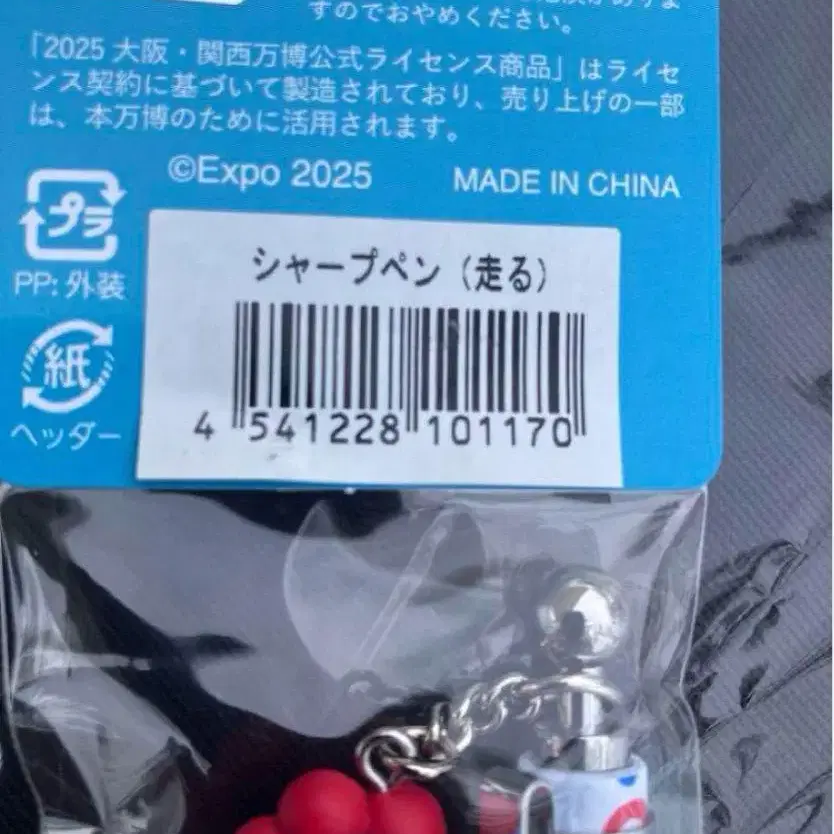 すのでおやめください。
「2025 大阪・関西万博公式ライセンス商品」はライセ
ンス契約に基づいて製造されており、売り上げの一部
は、本万博のために活用されます。
©Expo 2025
MADE IN CHINA
プラ
PP: 外装
シャープペン（走る）
紙
ヘッダー
4 541228 101170